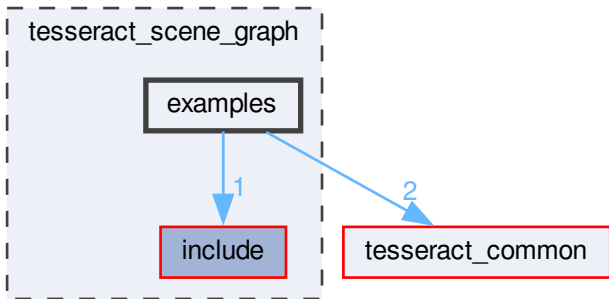 tesseract_scene_graph
examples
1
2
include
tesseract_common